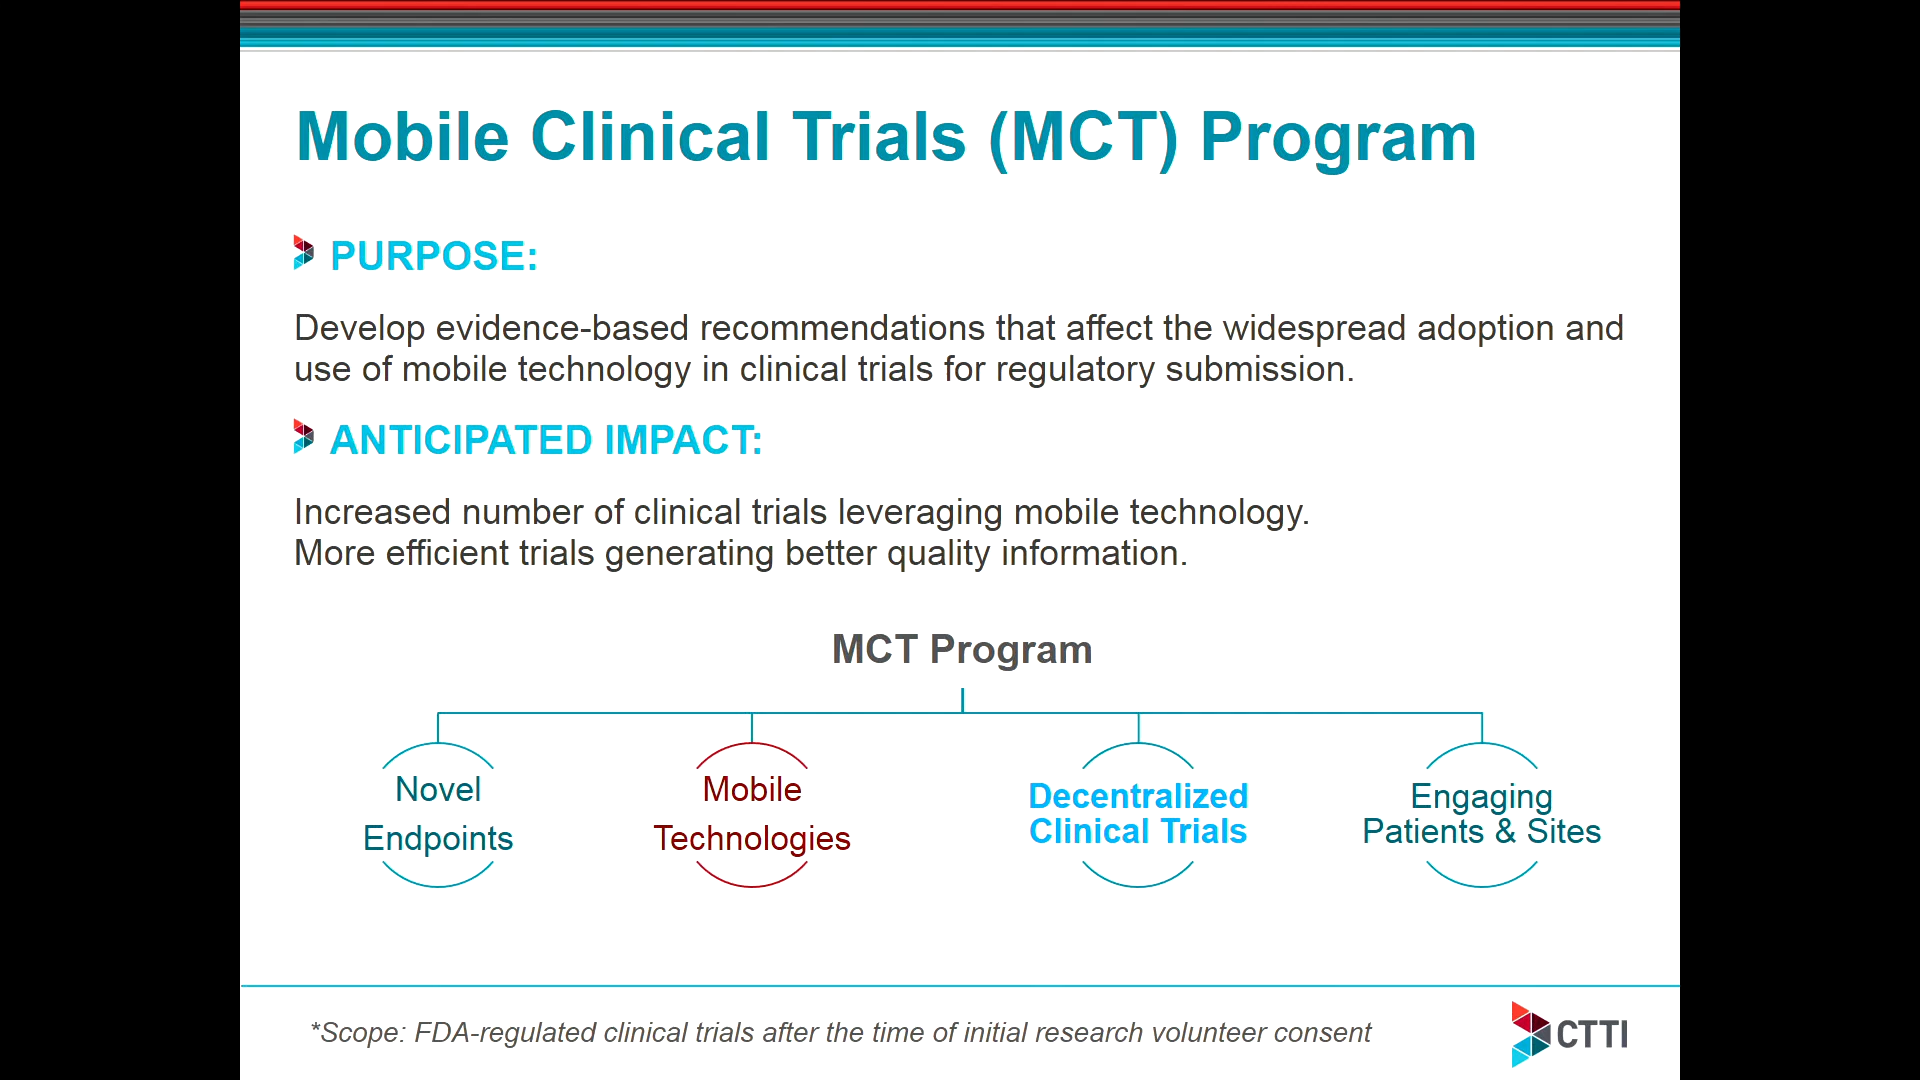 Mobile Clinical Trials (MCT) Program
PURPOSE:
Develop evidence-based recommendations that affect the widespread adoption and
use of mobile technology in clinical trials for regulatory submission.
ANTICIPATED IMPACT:
Increased number of clinical trials leveraging mobile technology.
More efficient trials generating better quality information.
MCT Program
Novel
Endpoints
Mobile
Technologies
Decentralized
Clinical Trials
Engaging
Patients & Sites
*Scope: FDA-regulated clinical trials after the time of initial research volunteer consent
CTTI